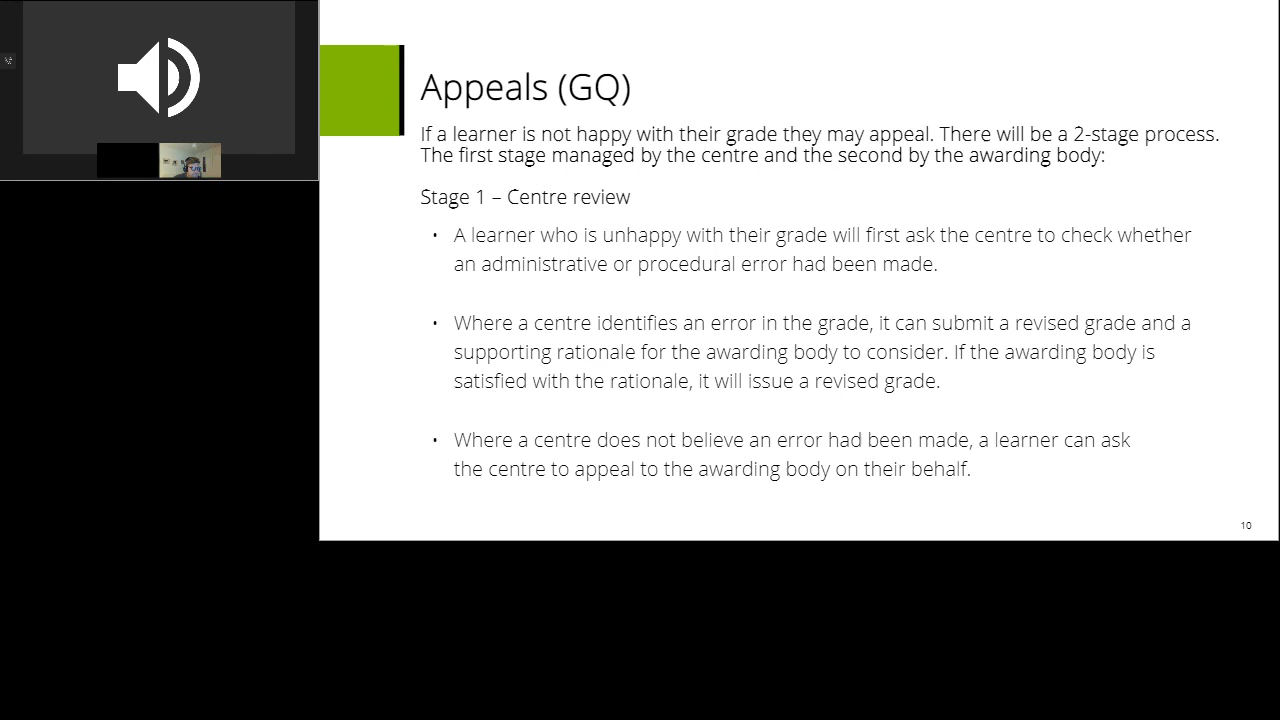 Appeals (GQ)
If a learner is not happy with their grade they may appeal. There will be a 2-stage process.
The first stage managed by the centre and the second by the awarding body:
Stage 1 – Centre review
• A learner who is unhappy with their grade will first ask the centre to check whether
an administrative or procedural error had been made.
• Where a centre identifies an error in the grade, it can submit a revised grade and a
supporting rationale for the awarding body to consider. If the awarding body is
satisfied with the rationale, it will issue a revised grade.
• Where a centre does not believe an error had been made, a learner can ask
the centre to appeal to the awarding body on their behalf.
10